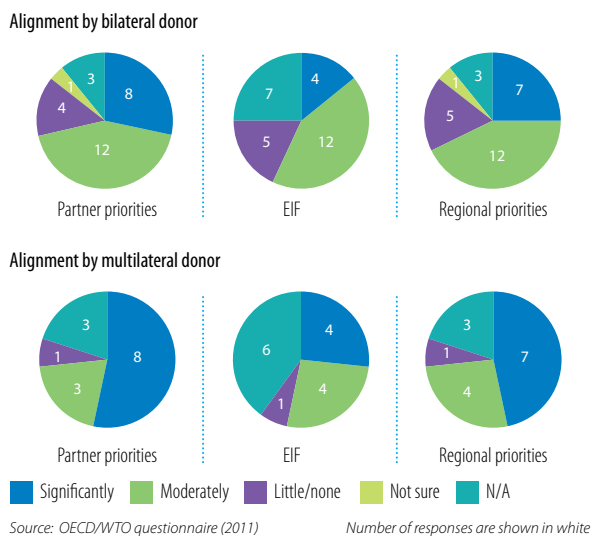 Alignment by bilateral donor
3
8
1
4
12
Partner priorities
7
4
5
12
EIF
3
7
1
5
12
Regional priorities
Alignment by multilateral donor
3
8
1
3
Partner priorities
6
4
1
4
EIF
3
7
1
4
Regional priorities
Significantly Moderately Little/none Not sure N/A
Source: OECD/WTO questionnaire (2011) Number of responses are shown in white